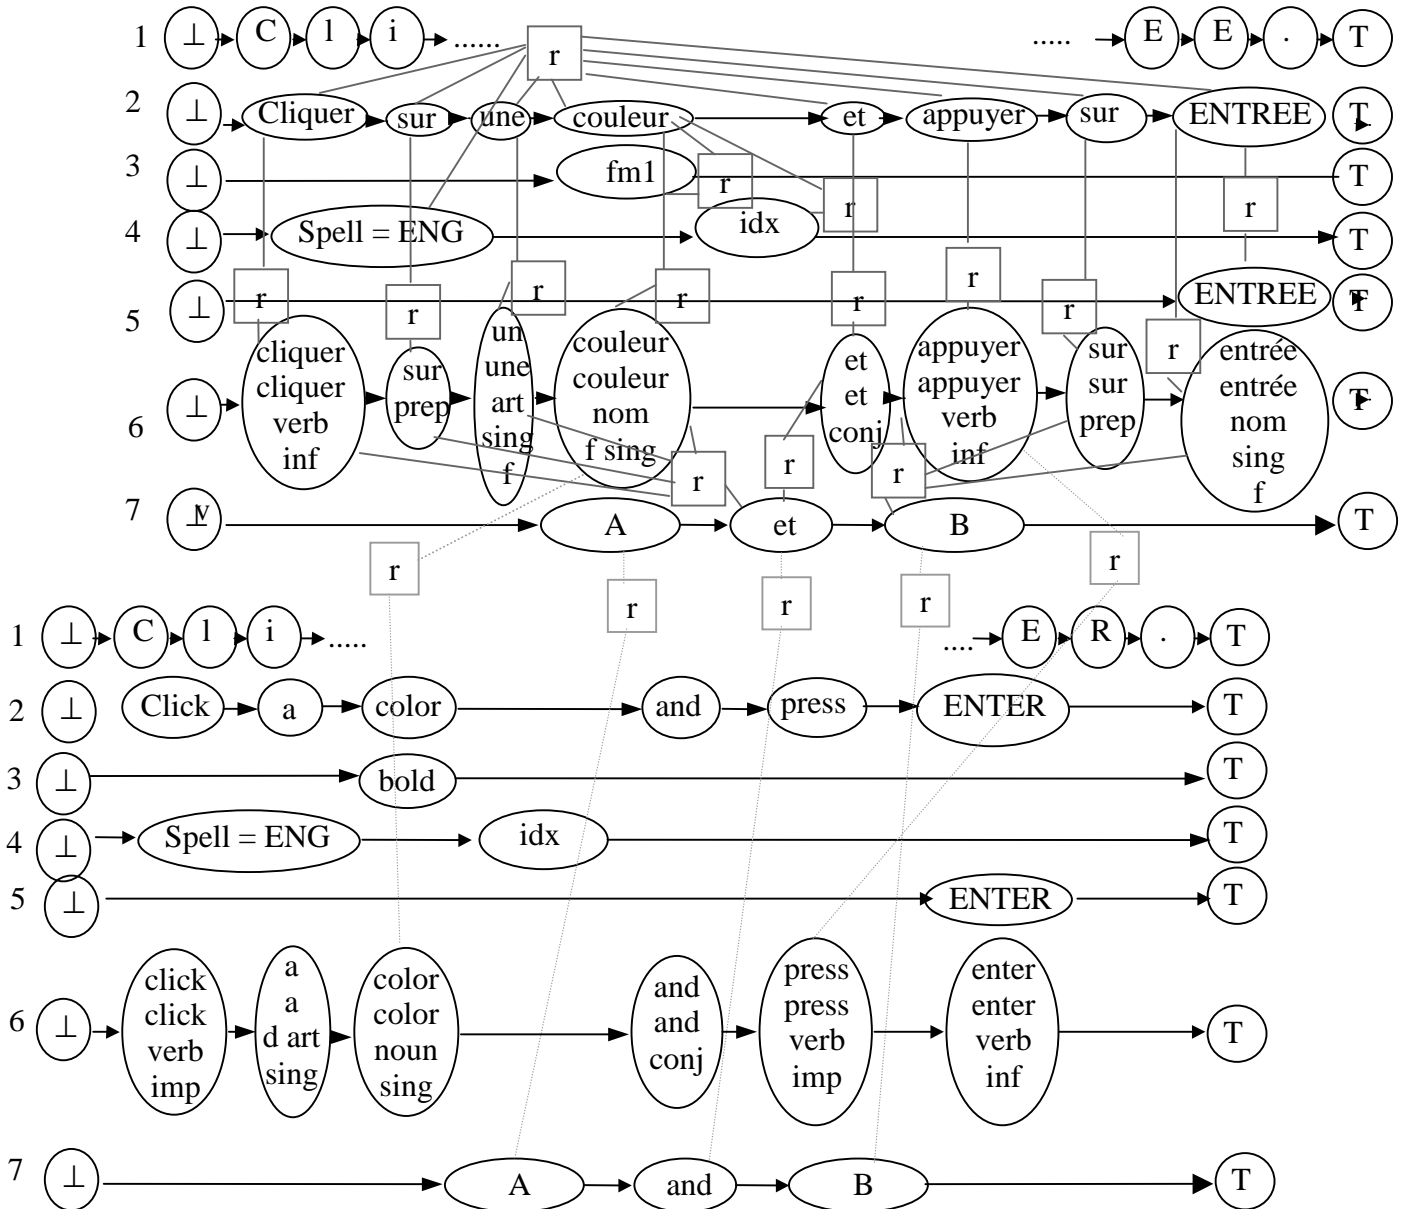 1 ⊥ C l i ...... r ..... E E . T
2 ⊥ Cliquer sur une couleur et appuyer sur ENTREE T
3 ⊥ fm1 r r r T
4 ⊥ Spell = ENG idx T
5 ⊥ r r r r r r r r ENTREE T
6 ⊥
cliquer
cliquer
verb
inf
sur
prep
un
une
art
sing
f
couleur
couleur
nom
f sing
et
et
conj
appuyer
appuyer
verb
inf
sur
sur
prep
entrée
entrée
nom
sing
f
T
r r r
7 ⊥ v A et B T
r r r r r
1 ⊥ C l i ..... .... E R . T
2 ⊥ Click a color and press ENTER T
3 ⊥ bold T
4 ⊥ Spell = ENG idx T
5 ⊥ ENTER T
6 ⊥
click
click
verb
imp
a
a
d art
sing
color
color
noun
sing
and
and
conj
press
press
verb
imp
enter
enter
verb
inf
T
7 ⊥ A and B T